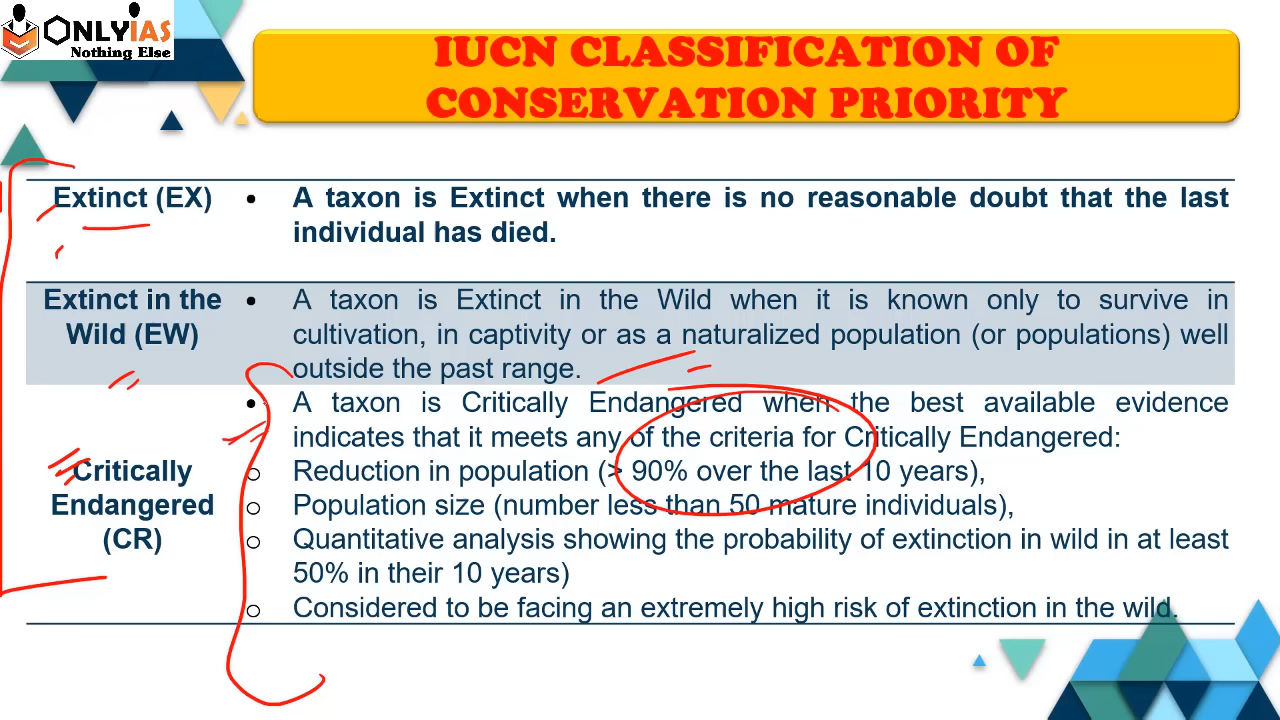 ONLYIAS
Nothing Else
IUCN CLASSIFICATION OF
CONSERVATION PRIORITY
Extinct (EX)
• A taxon is Extinct when there is no reasonable doubt that the last
individual has died.
Extinct in the
Wild (EW)
• A taxon is Extinct in the Wild when it is known only to survive in
cultivation, in captivity or as a naturalized population (or populations) well
outside the past range.
Critically
Endangered
(CR)
• A taxon is Critically Endangered when the best available evidence
indicates that it meets any of the criteria for Critically Endangered:
o Reduction in population (> 90% over the last 10 years),
o Population size (number less than 50 mature individuals),
o Quantitative analysis showing the probability of extinction in wild in at least
50% in their 10 years)
o Considered to be facing an extremely high risk of extinction in the wild.